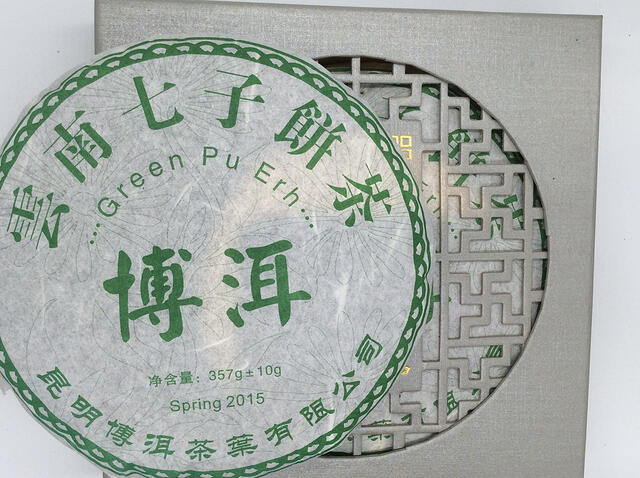 雲南七子餅茶
...Green Pu Erh...
博洱
净含量：357g±10g
Spring 2015
昆明博洱茶葉有限公司